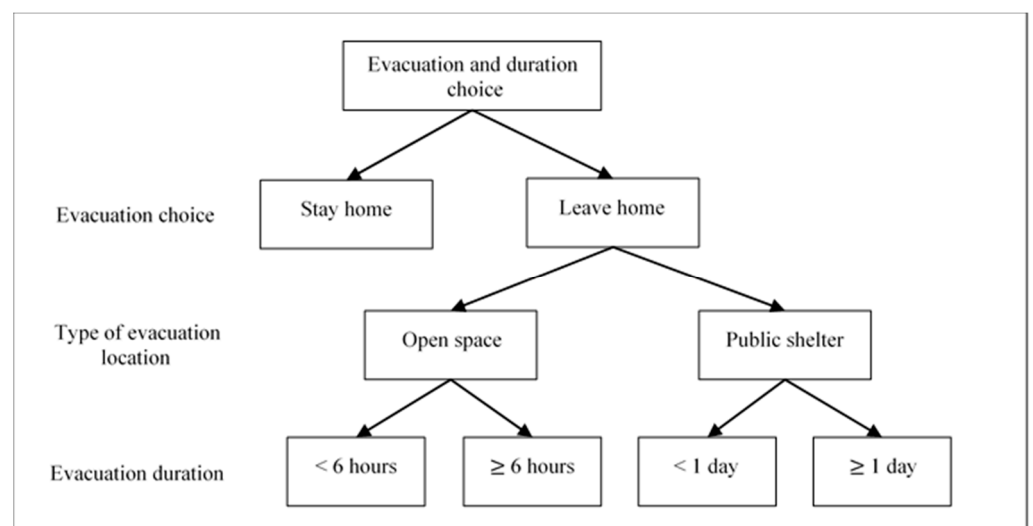 Evacuation and duration
choice
Evacuation choice
Stay home
Leave home
Type of evacuation
location
Open space
Public shelter
Evacuation duration
< 6 hours
≥ 6 hours
< 1 day
≥ 1 day